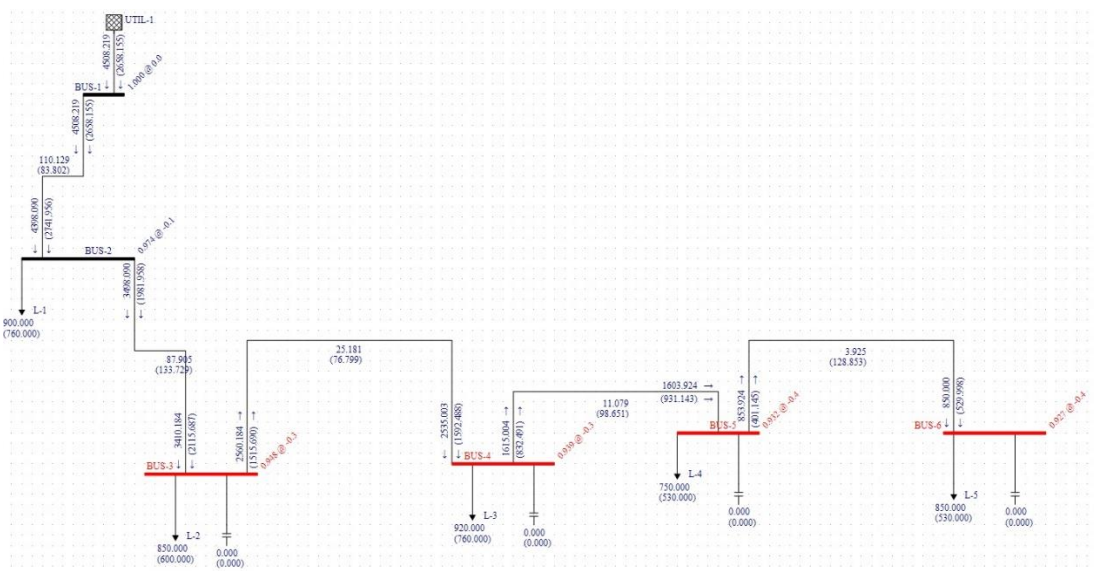 UTIL-1
4508.219
(2658.155)
BUS-1
1.000 @ 0.0
4508.219
(2658.155)
110.129
(83.802)
4398.090
(2741.956)
BUS-2
0.974 @ -0.1
L-1
900.000
(760.000)
3498.090
(1981.958)
87.905
(133.729)
3410.184
(2115.687)
BUS-3
0.948 @ -0.3
2560.184
(1515.690)
L-2
850.000
(600.000)
0.000
(0.000)
25.181
(76.799)
2535.003
(1592.488)
BUS-4
0.939 @ -0.3
1615.004
(832.491)
L-3
920.000
(760.000)
0.000
(0.000)
11.079
(98.651)
1603.924
(931.143)
BUS-5
0.932 @ -0.4
853.924
(401.145)
L-4
750.000
(530.000)
0.000
(0.000)
3.925
(128.853)
850.000
(529.998)
BUS-6
0.927 @ -0.4
L-5
850.000
(530.000)
0.000
(0.000)